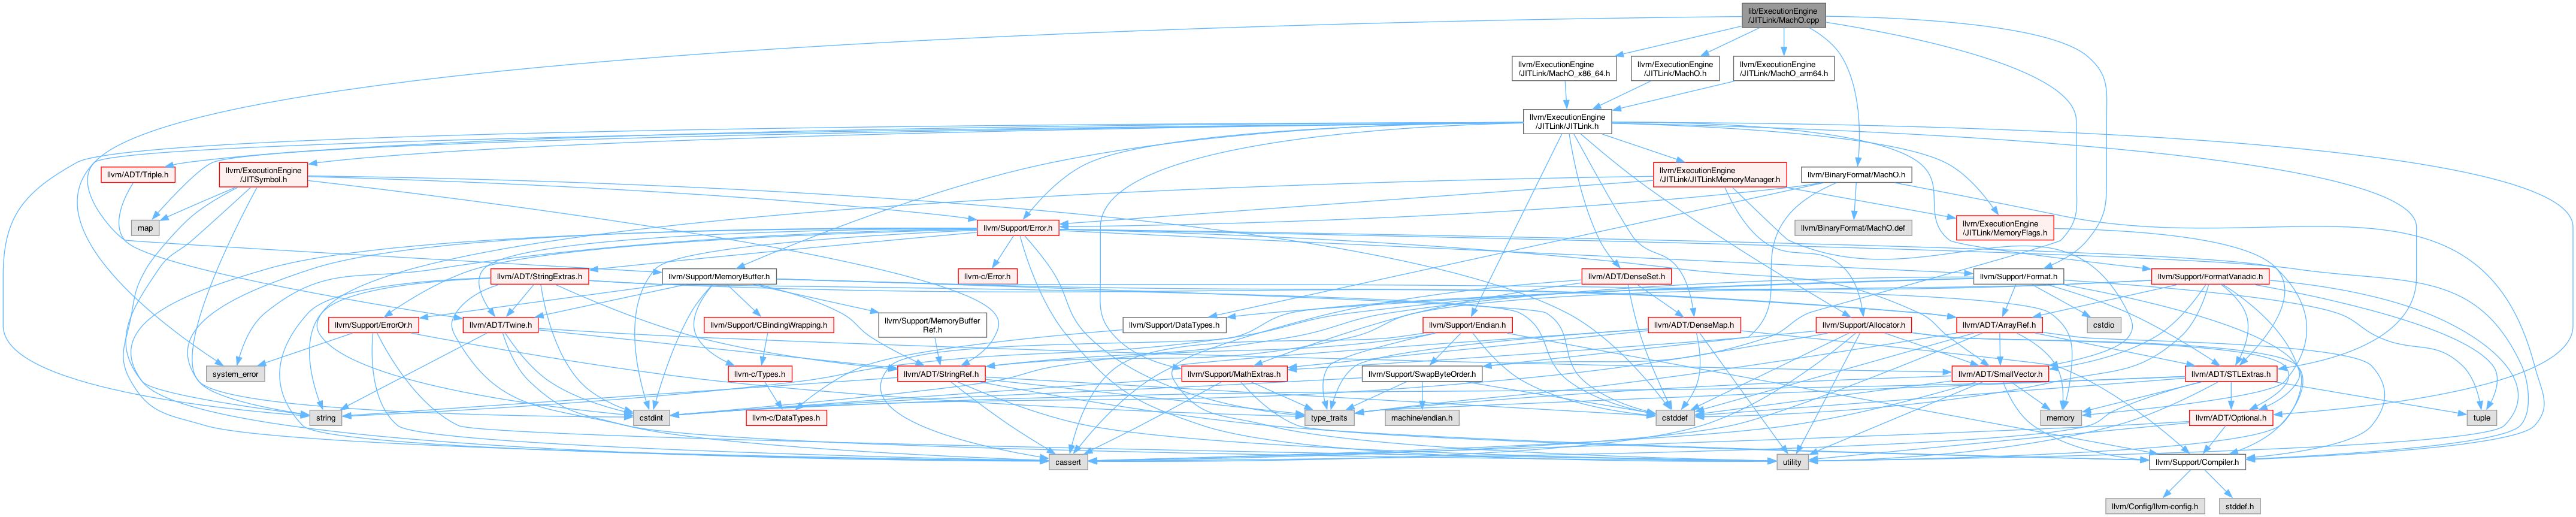 lib/ExecutionEngine
/JITLink/MachO.cpp
llvm/ExecutionEngine
/JITLink/MachO_x86_64.h
llvm/ExecutionEngine
/JITLink/MachO.h
llvm/ExecutionEngine
/JITLink/MachO_arm64.h
llvm/ExecutionEngine
/JITLink/JITLink.h
llvm/ADT/Triple.h
llvm/ExecutionEngine
/JITSymbol.h
llvm/ExecutionEngine
/JITLink/JITLinkMemoryManager.h
llvm/BinaryFormat/MachO.h
map
llvm/Support/Error.h
llvm/BinaryFormat/MachO.def
llvm/ExecutionEngine
/JITLink/MemoryFlags.h
llvm/ADT/StringExtras.h
llvm-c/Error.h
llvm/Support/MemoryBuffer.h
llvm/ADT/DenseSet.h
llvm/Support/Format.h
llvm/Support/FormatVariadic.h
llvm/Support/ErrorOr.h
llvm/ADT/Twine.h
llvm/Support/CBindingWrapping.h
llvm/Support/MemoryBuffer
Ref.h
llvm/Support/DataTypes.h
llvm/Support/Endian.h
llvm/ADT/DenseMap.h
llvm/Support/Allocator.h
llvm/ADT/ArrayRef.h
cstdio
system_error
llvm-c/Types.h
llvm/ADT/StringRef.h
llvm/Support/MathExtras.h
llvm/Support/SwapByteOrder.h
llvm/ADT/SmallVector.h
llvm/ADT/STLExtras.h
string
cstdint
llvm-c/DataTypes.h
type_traits
machine/endian.h
cstddef
memory
llvm/ADT/Optional.h
tuple
cassert
utility
llvm/Support/Compiler.h
llvm/Config/llvm-config.h
stddef.h